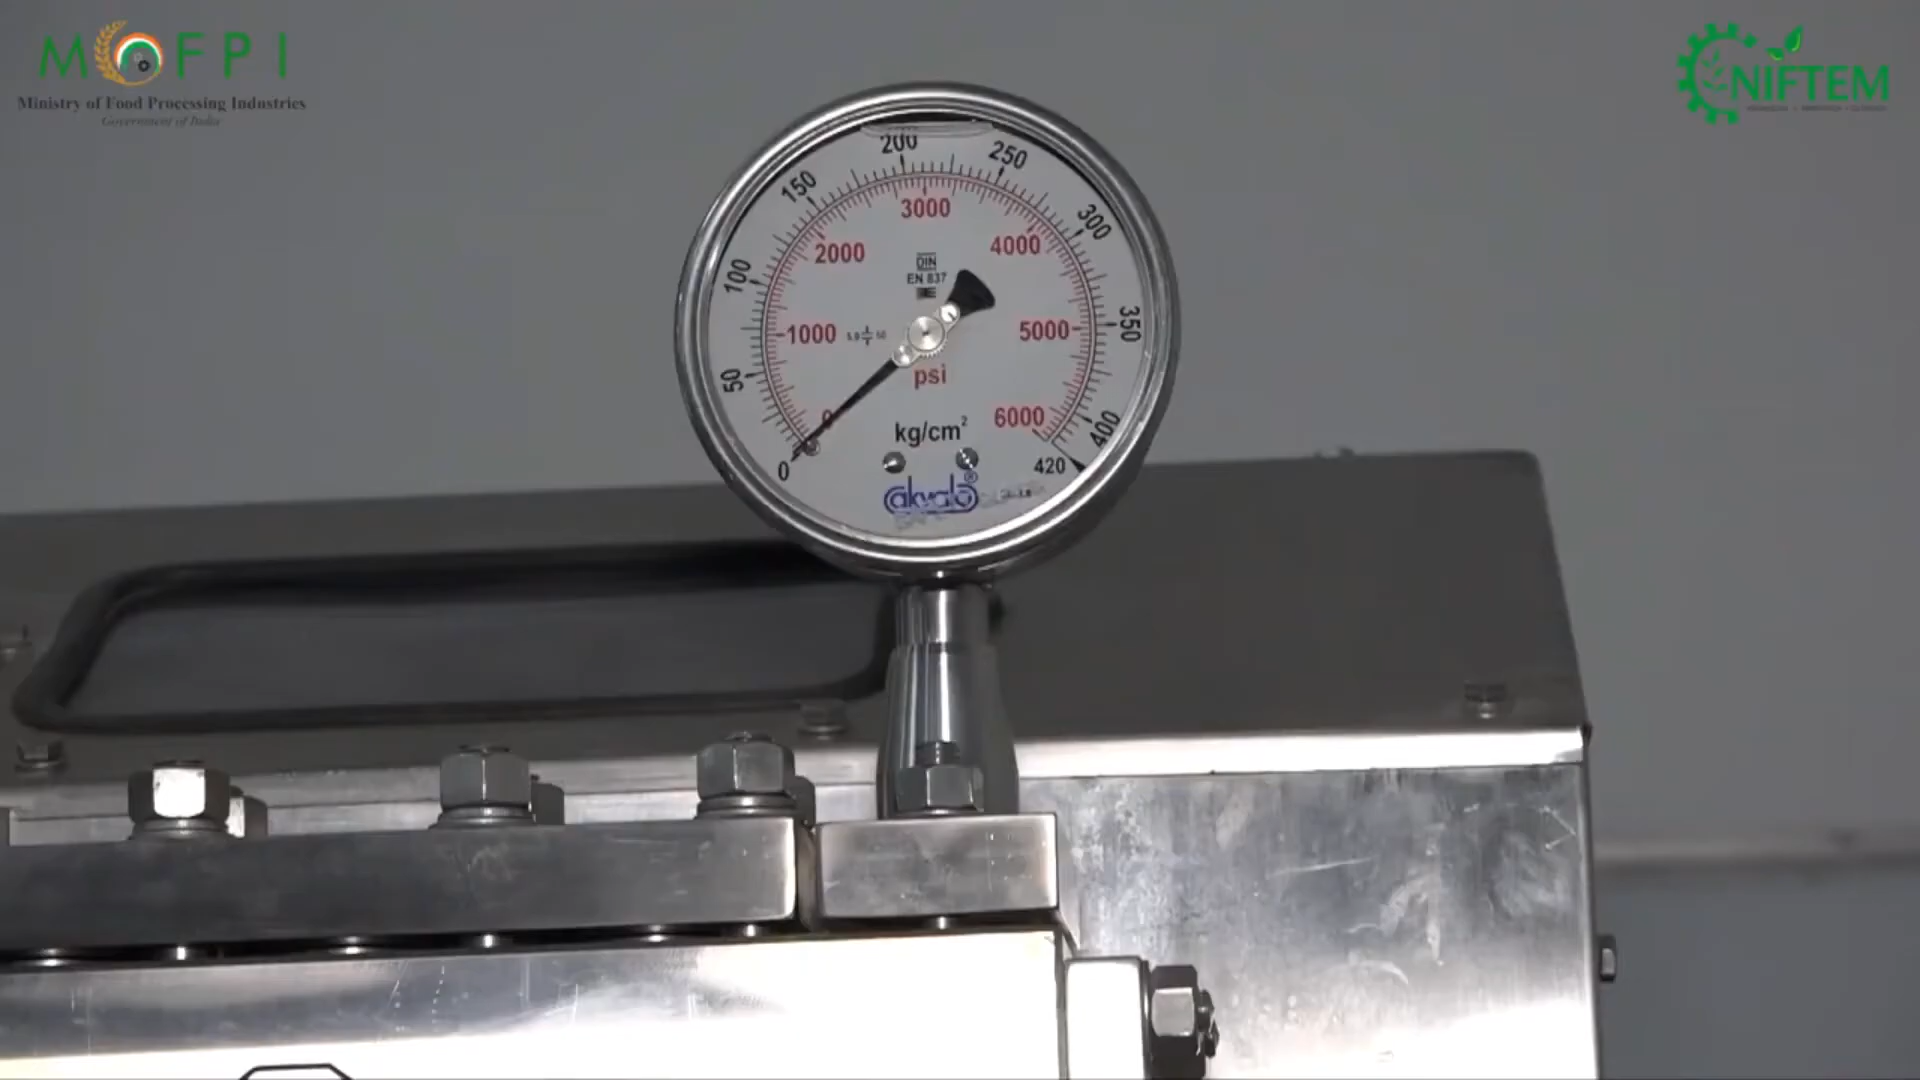 MOFPI
Ministry of Food Processing Industries
Government of India
NIFTEM
200
250
150
300
3000
2000
4000
100
DIN
EN 837
350
1000
5000
50
psi
0
6000
400
kg/cm²
0
420
akvalo®